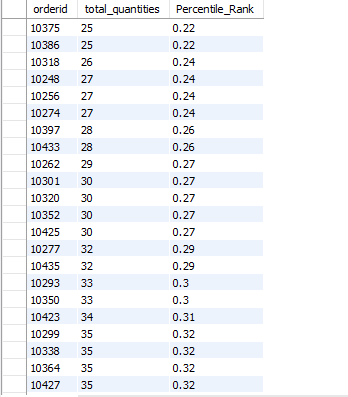 orderid total_quantities Percentile_Rank
10375 25 0.22
10386 25 0.22
10318 26 0.24
10248 27 0.24
10256 27 0.24
10274 27 0.24
10397 28 0.26
10433 28 0.26
10262 29 0.27
10301 30 0.27
10320 30 0.27
10352 30 0.27
10425 30 0.27
10277 32 0.29
10435 32 0.29
10293 33 0.3
10350 33 0.3
10423 34 0.31
10299 35 0.32
10338 35 0.32
10364 35 0.32
10427 35 0.32